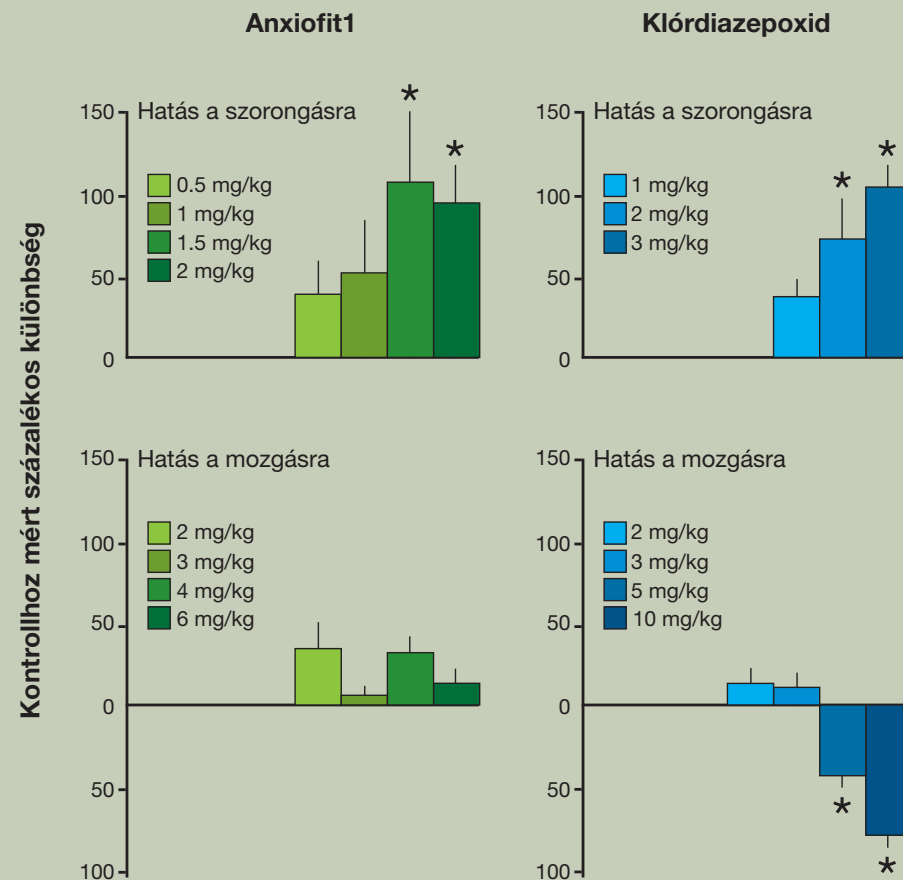 Anxiofit1
Klórdiazepoxid
Kontrollhoz mért százalékos különbség
150
Hatás a szorongásra
100
50
0
0.5 mg/kg
1 mg/kg
1.5 mg/kg
2 mg/kg
*
*
150
Hatás a szorongásra
100
50
0
1 mg/kg
2 mg/kg
3 mg/kg
*
*
150
Hatás a mozgásra
100
50
0
50
100
2 mg/kg
3 mg/kg
4 mg/kg
6 mg/kg
150
Hatás a mozgásra
100
50
0
50
100
2 mg/kg
3 mg/kg
5 mg/kg
10 mg/kg
*
*